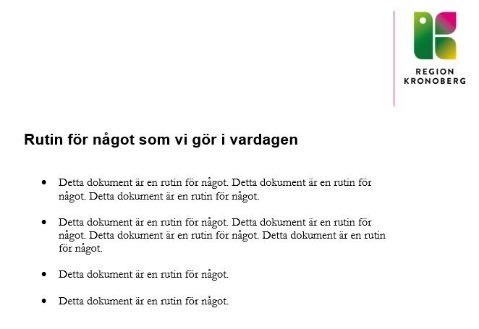 REGION
KRONOBERG
Rutin för något som vi gör i vardagen
• Detta dokument är en rutin för något. Detta dokument är en rutin för
något. Detta dokument är en rutin för något.
• Detta dokument är en rutin för något. Detta dokument är en rutin för
något. Detta dokument är en rutin för något. Detta dokument är en rutin
för något.
• Detta dokument är en rutin för något.
• Detta dokument är en rutin för något.